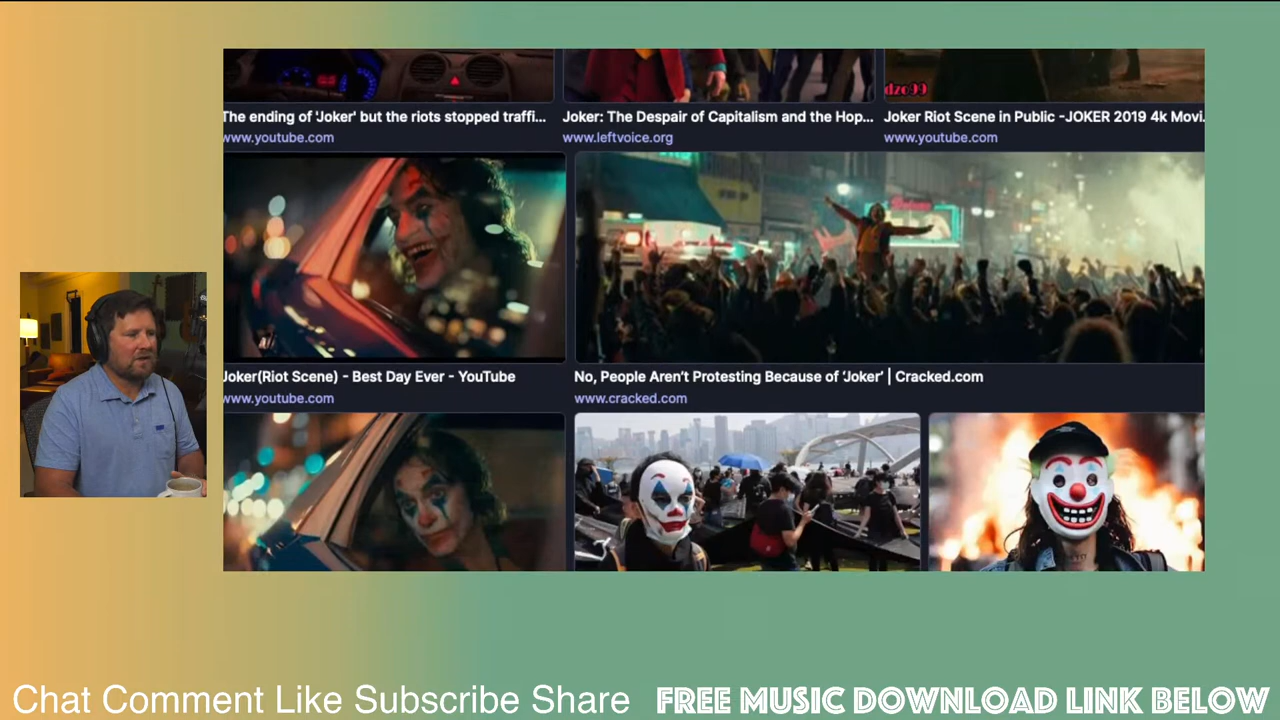 dzo99
The ending of 'Joker' but the riots stopped traffi...
www.youtube.com
Joker: The Despair of Capitalism and the Hop...
www.leftvoice.org
Joker Riot Scene in Public -JOKER 2019 4k Movi.
www.youtube.com
Joker(Riot Scene) - Best Day Ever - YouTube
www.youtube.com
No, People Aren't Protesting Because of 'Joker' | Cracked.com
www.cracked.com
Chat Comment Like Subscribe Share
FREE MUSIC DOWNLOAD LINK BELOW